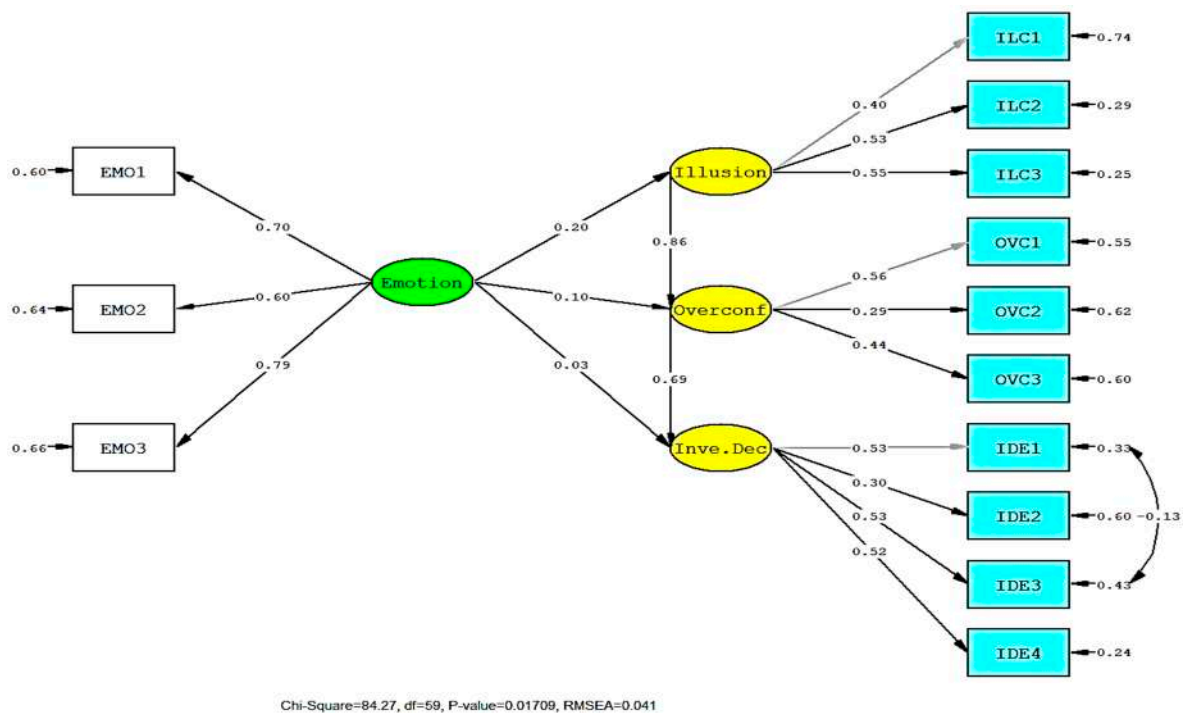 ILC1 0.74
0.40
ILC2 0.29
0.53
0.60 EMO1 Illusion 0.55 ILC3 0.25
0.70 0.20
OVC1 0.55
0.86 0.56
Emotion
0.60 0.10
0.64 EMO2 Overconf 0.29 OVC2 0.62
0.44
0.79 0.03 0.69
OVC3 0.60
0.66 EMO3 Inve.Dec 0.53 IDE1 0.33
0.30
0.53 IDE2 0.60 -0.13
0.52
IDE3 0.43
IDE4 0.24
Chi-Square=84.27, df=59, P-value=0.01709, RMSEA=0.041